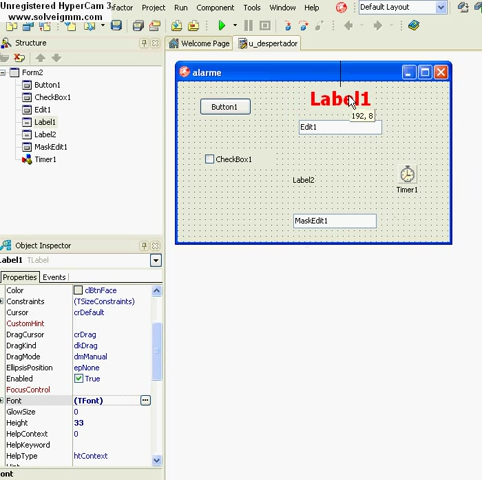 Unregistered HyperCam 3
www.solveigmm.com
factor Project Run Component Tools Window Help
Default Layout
Structure
Welcome Page
u_despertador
Form2
Button1
CheckBox1
Edit1
Label1
Label2
MaskEdit1
Timer1
alarme
Button1
Label1
192, 8
Edit1
CheckBox1
Label2
Timer1
MaskEdit1
Object Inspector
Label1 TLabel
Properties Events
Color clBtnFace
Constraints (TSizeConstraints)
Cursor crDefault
CustomHint
DragCursor crDrag
DragKind dkDrag
DragMode dmManual
EllipsisPosition epNone
Enabled True
FocusControl
Font (TFont)
GlowSize 0
Height 33
HelpContext 0
HelpKeyword
HelpType htContext
ont